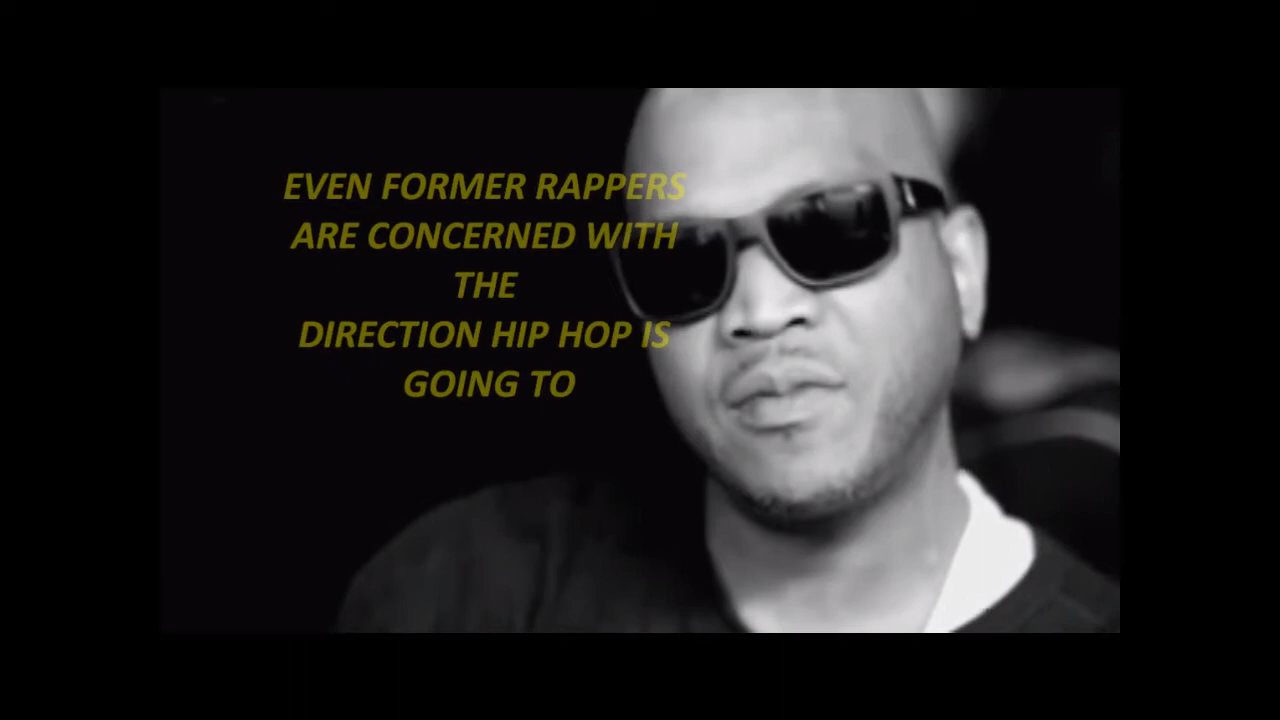 EVEN FORMER RAPPERS
ARE CONCERNED WITH
THE
DIRECTION HIP HOP IS
GOING TO